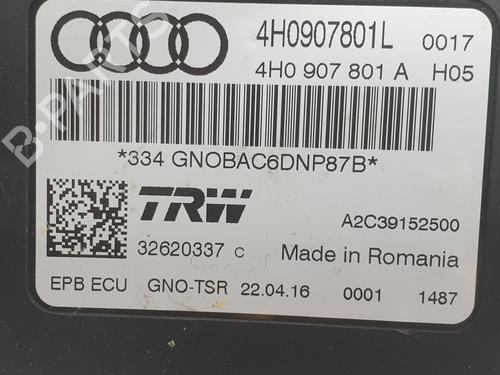 4H0907801L 0017
4H0 907 801 A H05
*334 GNOBAC6DNP87B*
TRW
A2C39152500
32620337 C Made in Romania
EPB ECU GNO-TSR 22.04.16 0001 1487
B-PARTS